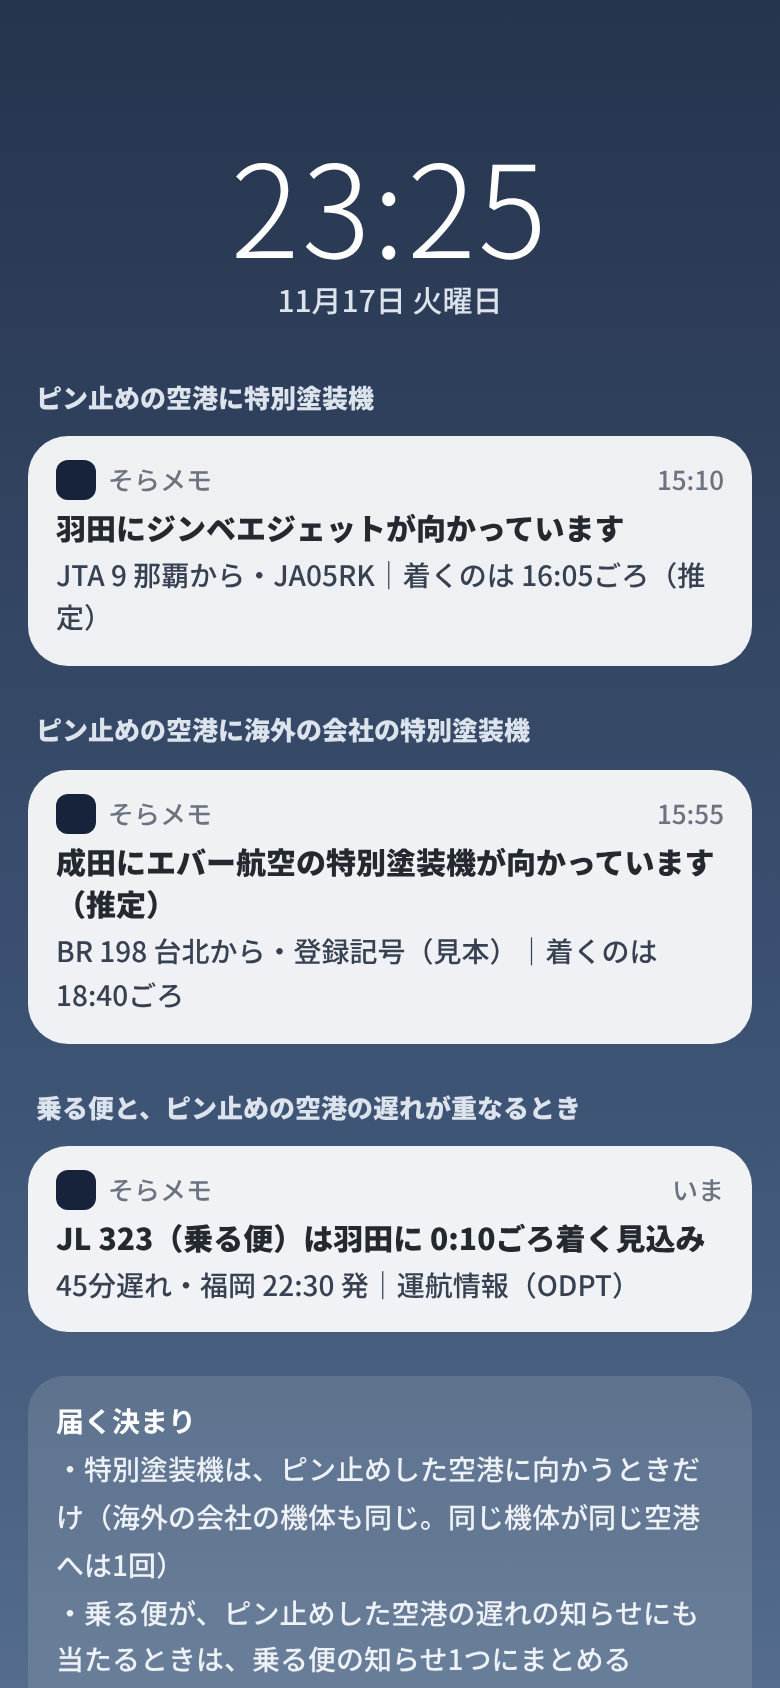 23:25
11月17日 火曜日
ピン止めの空港に特別塗装機
そらメモ 15:10
羽田にジンベエジェットが向かっています
JTA 9 那覇から・JA05RK｜着くのは 16:05ごろ（推
定）
ピン止めの空港に海外の会社の特別塗装機
そらメモ 15:55
成田にエバー航空の特別塗装機が向かっています
（推定）
BR 198 台北から・登録記号（見本）｜着くのは
18:40ごろ
乗る便と、ピン止めの空港の遅れが重なるとき
そらメモ いま
JL 323（乗る便）は羽田に 0:10ごろ着く見込み
45分遅れ・福岡 22:30 発｜運航情報（ODPT）
届く決まり
・特別塗装機は、ピン止めした空港に向かうときだ
け（海外の会社の機体も同じ。同じ機体が同じ空港
へは1回）
・乗る便が、ピン止めした空港の遅れの知らせにも
当たるときは、乗る便の知らせ1つにまとめる